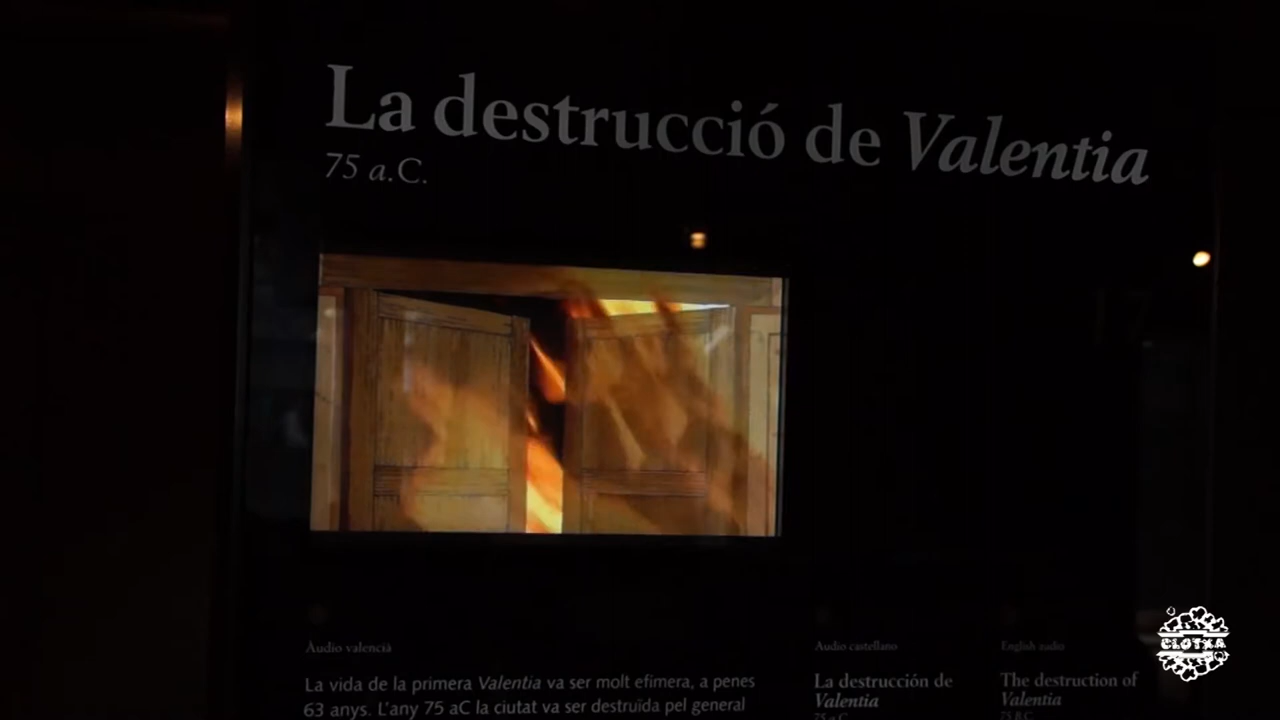 La destrucció de Valentia
75 a.C.
Àudio valencià
Audio castellano
English audio
La vida de la primera Valentia va ser molt efímera, a penes
63 anys. L'any 75 aC la ciutat va ser destruïda pel general
La destrucción de
Valentia
75 a.C.
The destruction of
Valentia
75 B.C.
CLOTXA